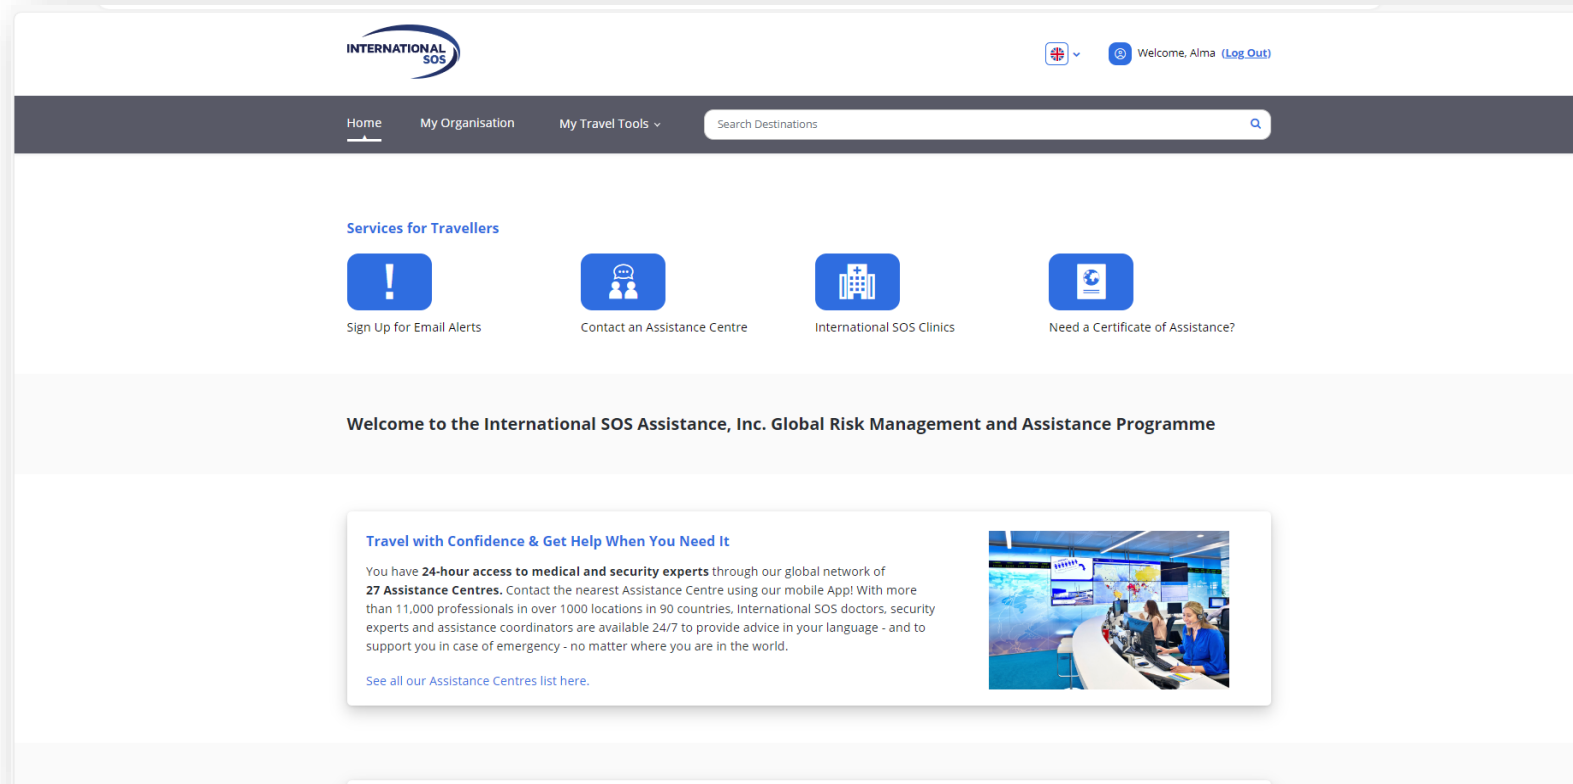 INTERNATIONAL
SOS
Welcome, Alma (Log Out)
Home My Organisation My Travel Tools Search Destinations
Services for Travellers
Sign Up for Email Alerts Contact an Assistance Centre International SOS Clinics Need a Certificate of Assistance?
Welcome to the International SOS Assistance, Inc. Global Risk Management and Assistance Programme
Travel with Confidence & Get Help When You Need It
You have 24-hour access to medical and security experts through our global network of
27 Assistance Centres. Contact the nearest Assistance Centre using our mobile App! With more
than 11,000 professionals in over 1000 locations in 90 countries, International SOS doctors, security
experts and assistance coordinators are available 24/7 to provide advice in your language - and to
support you in case of emergency - no matter where you are in the world.
See all our Assistance Centres list here.